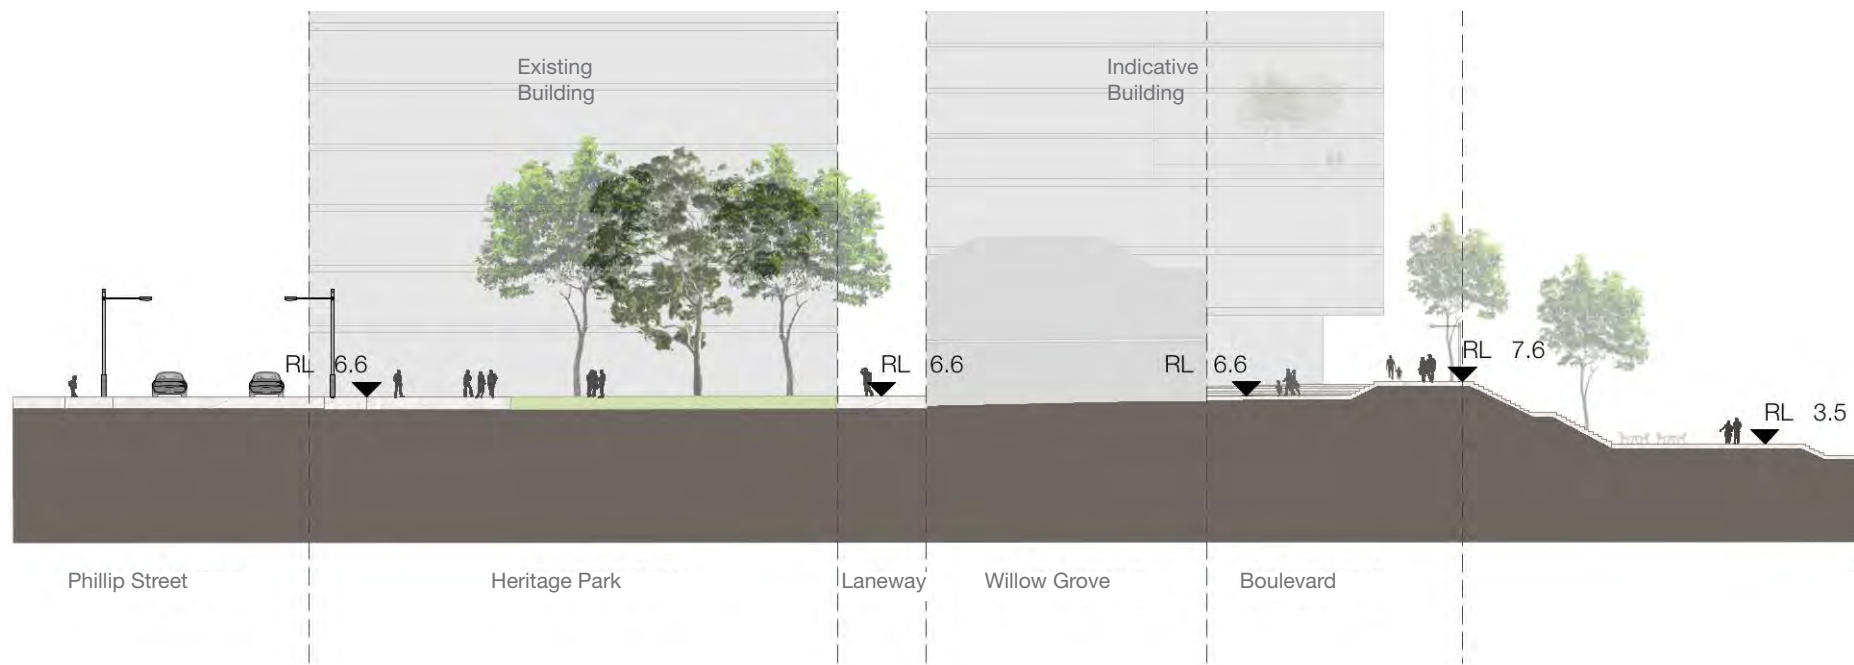 Existing
Building
Indicative
Building
RL 6.6
RL 6.6
RL 6.6
RL 7.6
RL 3.5
Phillip Street
Heritage Park
Laneway
Willow Grove
Boulevard